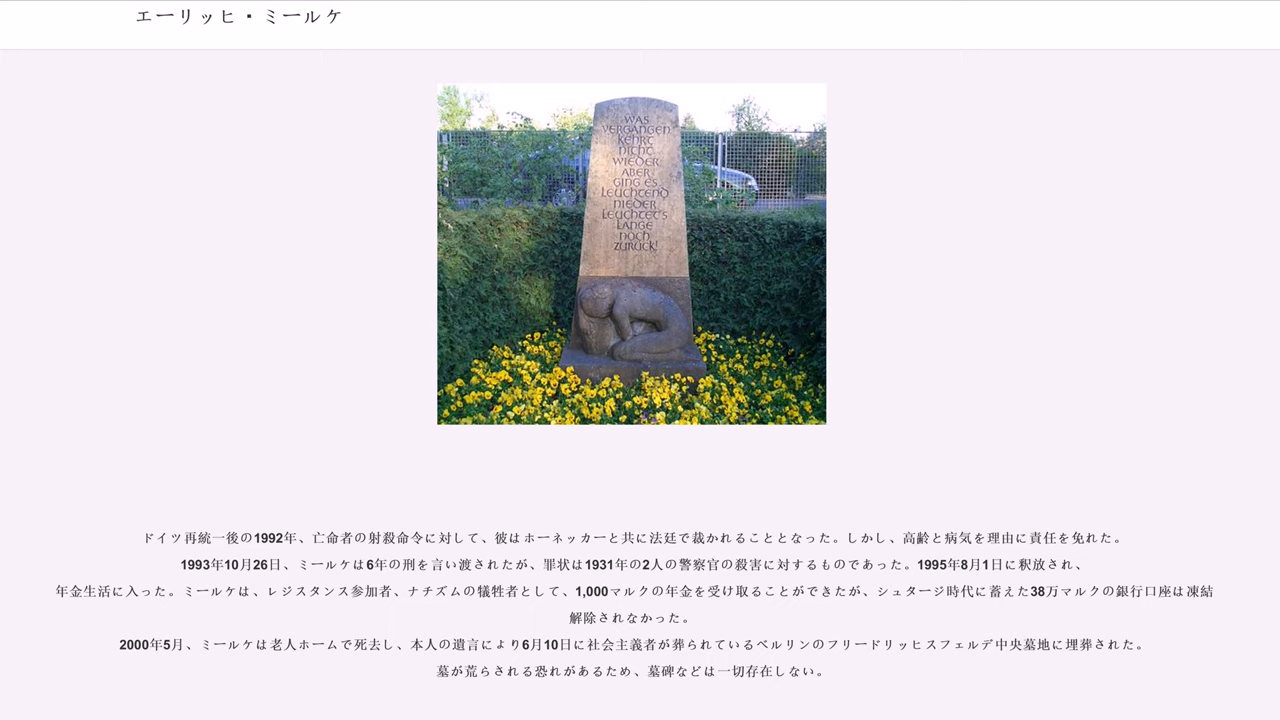 エーリッヒ・ミールケ
WAS
VERGANGEN
KEHRT
NICHT
WIEDER
ABER
GING ES
LEUCHTEND
NIEDER
LEUCHTET'S
LANGE
NOCH
ZURÜCK!
ドイツ再統一後の1992年、亡命者の射殺命令に対して、彼はホーネッカーと共に法廷で裁かれることとなった。しかし、高齢と病気を理由に責任を免れた。
1993年10月26日、ミールケは6年の刑を言い渡されたが、罪状は1931年の2人の警察官の殺害に対するものであった。1995年8月1日に釈放され、
年金生活に入った。ミールケは、レジスタンス参加者、ナチズムの犠牲者として、1,000マルクの年金を受け取ることができたが、シュタージ時代に蓄えた38万マルクの銀行口座は凍結
解除されなかった。
2000年5月、ミールケは老人ホームで死去し、本人の遺言により6月10日に社会主義者が葬られているベルリンのフリードリッヒスフェルデ中央墓地に埋葬された。
墓が荒らされる恐れがあるため、墓碑などは一切存在しない。